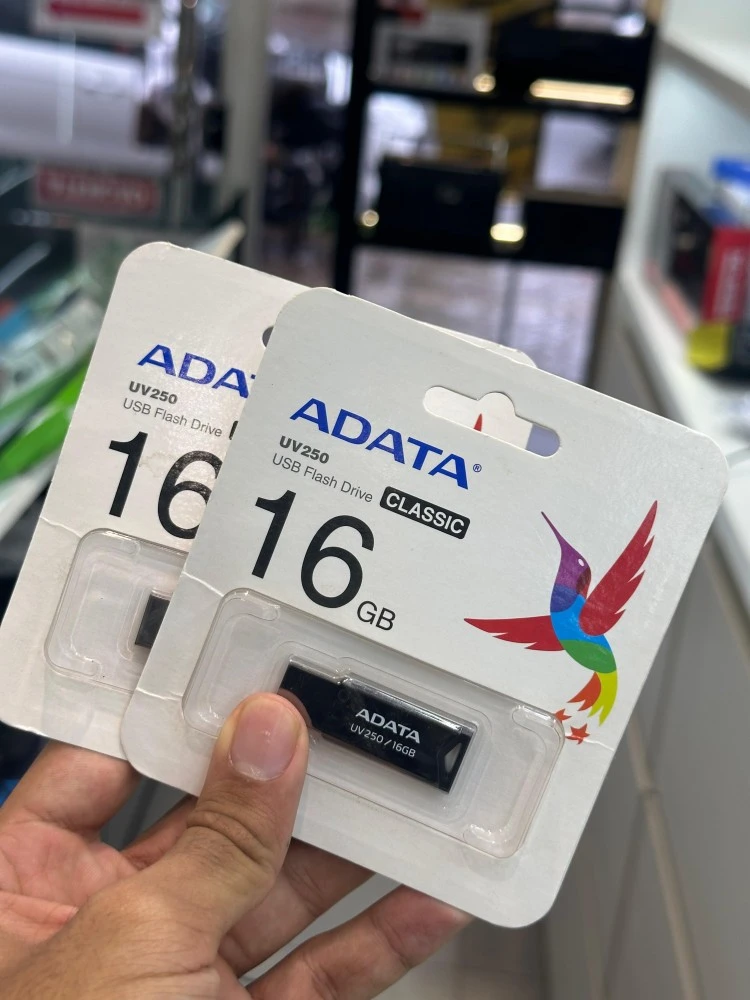 ADATA
UV250
USB Flash Drive
16
ADATA®
UV250
USB Flash Drive CLASSIC
16 GB
ADATA
UV250 / 16GB